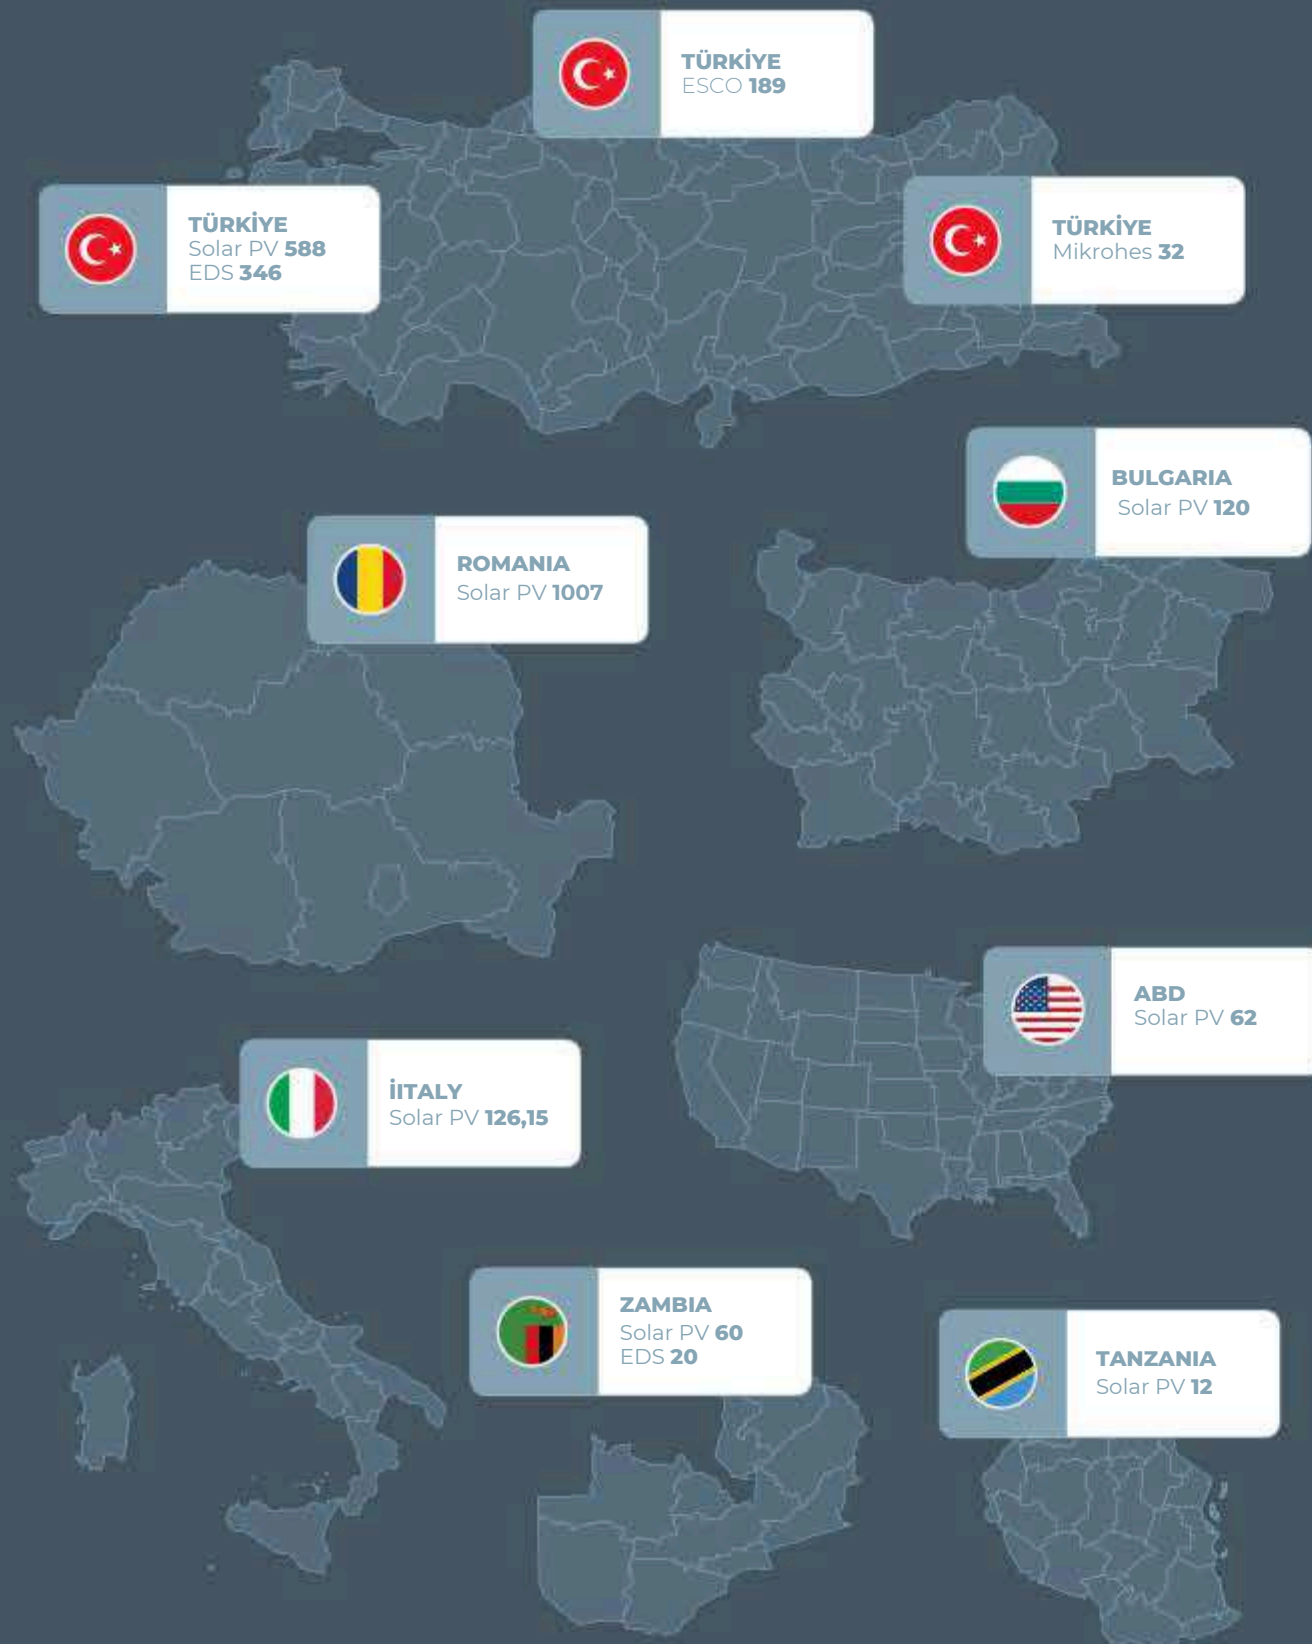 TÜRKİYE
ESCO 189
TÜRKİYE
Solar PV 588
EDS 346
TÜRKİYE
Mikrohes 32
BULGARIA
Solar PV 120
ROMANIA
Solar PV 1007
ABD
Solar PV 62
İITALY
Solar PV 126,15
ZAMBIA
Solar PV 60
EDS 20
TANZANIA
Solar PV 12